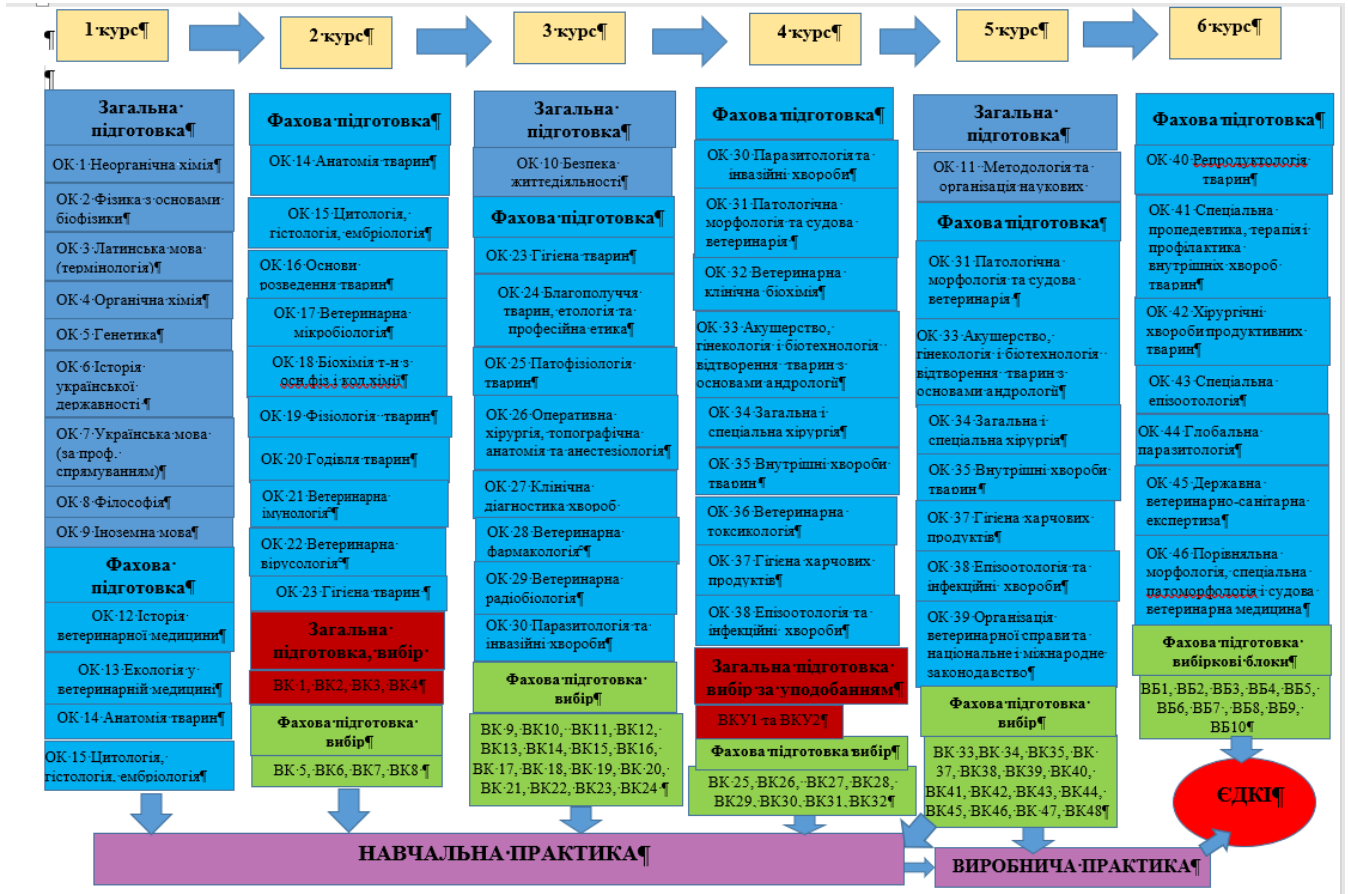 1 курс
2 курс
3 курс
4 курс
5 курс
6 курс
Загальна
підготовка
ОК 1 Неорганічна хімія
ОК 2 Фізика з основами
біофізики
ОК 3 Латинська мова
(термінологія)
ОК 4 Органічна хімія
ОК 5 Генетика
ОК 6 Історія
української
державності
ОК 7 Українська мова
(за проф.
спрямуванням)
ОК 8 Філософія
ОК 9 Іноземна мова
Фахова
підготовка
ОК 12 Історія
ветеринарної медицини
ОК 13 Екологія у
ветеринарній медицині
ОК 14 Анатомія тварин
ОК 15 Цитологія,
гістологія, ембріологія
Фахова підготовка
ОК 14 Анатомія тварин
ОК 15 Цитологія,
гістологія, ембріологія
ОК 16 Основи
розведення тварин
ОК 17 Ветеринарна
мікробіологія
ОК 18 Біохімія т-н з
осн.фіз.і кол.хімії
ОК 19 Фізіологія тварин
ОК 20 Годівля тварин
ОК 21 Ветеринарна
імунологія
ОК 22 Ветеринарна
вірусологія
ОК 23 Гігієна тварин
Загальна
підготовка, вибір
ВК 1, ВК2, ВК3, ВК4
Фахова підготовка
вибір
ВК 5, ВК6, ВК7, ВК8
Загальна
підготовка
ОК 10 Безпека
життедіяльності
Фахова підготовка
ОК 23 Гігієна тварин
ОК 24 Благополуччя
тварин, етологія та
професійна етика
ОК 25 Патофізіологія
тварин
ОК 26 Оперативна
хірургія, топографічна
анатомія та анестезіологія
ОК 27 Клінічна
діагностика хвороб
ОК 28 Ветеринарна
фармакологія
ОК 29 Ветеринарна
радіобіологія
ОК 30 Паразитологія та
інвазійні хвороби
Фахова підготовка
вибір
ВК 9, ВК10, ВК11, ВК12,
ВК13, ВК14, ВК15, ВК16,
ВК 17, ВК 18, ВК 19, ВК 20,
ВК 21, ВК22, ВК23, ВК24
Фахова підготовка
ОК 30 Паразитологія та
інвазійні хвороби
ОК 31 Патологічна
морфологія та судова
ветеринарія
ОК 32 Ветеринарна
клінічна біохімія
ОК 33 Акушерство,
гінекологія і біотехнологія
відтворення тварин з
основами андрології
ОК 34 Загальна і
спеціальна хірургія
ОК 35 Внутрішні хвороби
тварин
ОК 36 Ветеринарна
токсикологія
ОК 37 Гігієна харчових
продуктів
ОК 38 Епізоотологія та
інфекційні хвороби
Загальна підготовка
вибір за уподобанням
ВКУ1 та ВКУ2
Фахова підготовка вибір
ВК 25, ВК26, ВК27, ВК28,
ВК29, ВК30, ВК31, ВК32
Загальна
підготовка
ОК 11 Методологія та
організація наукових
Фахова підготовка
ОК 31 Патологічна
морфологія та судова
ветеринарія
ОК 33 Акушерство,
гінекологія і біотехнологія
відтворення тварин з
основами андрології
ОК 34 Загальна і
спеціальна хірургія
ОК 35 Внутрішні хвороби
тварин
ОК 37 Гігієна харчових
продуктів
ОК 38 Епізоотологія та
інфекційні хвороби
ОК 39 Організація
ветеринарної справи та
національне і міжнародне
законодавство
Фахова підготовка
вибір
ВК 33,ВК 34, ВК35, ВК
37, ВК38, ВК39, ВК40,
ВК41, ВК42, ВК43, ВК44,
ВК45, ВК46, ВК 47, ВК48
Фахова підготовка
ОК 40 Репродуктологія
тварин
ОК 41 Спеціальна
пропедевтика, терапія і
профілактика
внутрішніх хвороб
тварин
ОК 42 Хірургічні
хвороби продуктивних
тварин
ОК 43 Спеціальна
епізоотологія
ОК 44 Глобальна
паразитологія
ОК 45 Державна
ветеринарно-санітарна
експертиза
ОК 46 Порівняльна
морфологія, спеціальна
патоморфологія і судова
ветеринарна медицина
Фахова підготовка
вибіркові блоки
ВБ1, ВБ2, ВБ3, ВБ4, ВБ5,
ВБ6, ВБ7, ВБ8, ВБ9,
ВБ10
ЄДКІ
НАВЧАЛЬНА ПРАКТИКА
ВИРОБНИЧА ПРАКТИКА